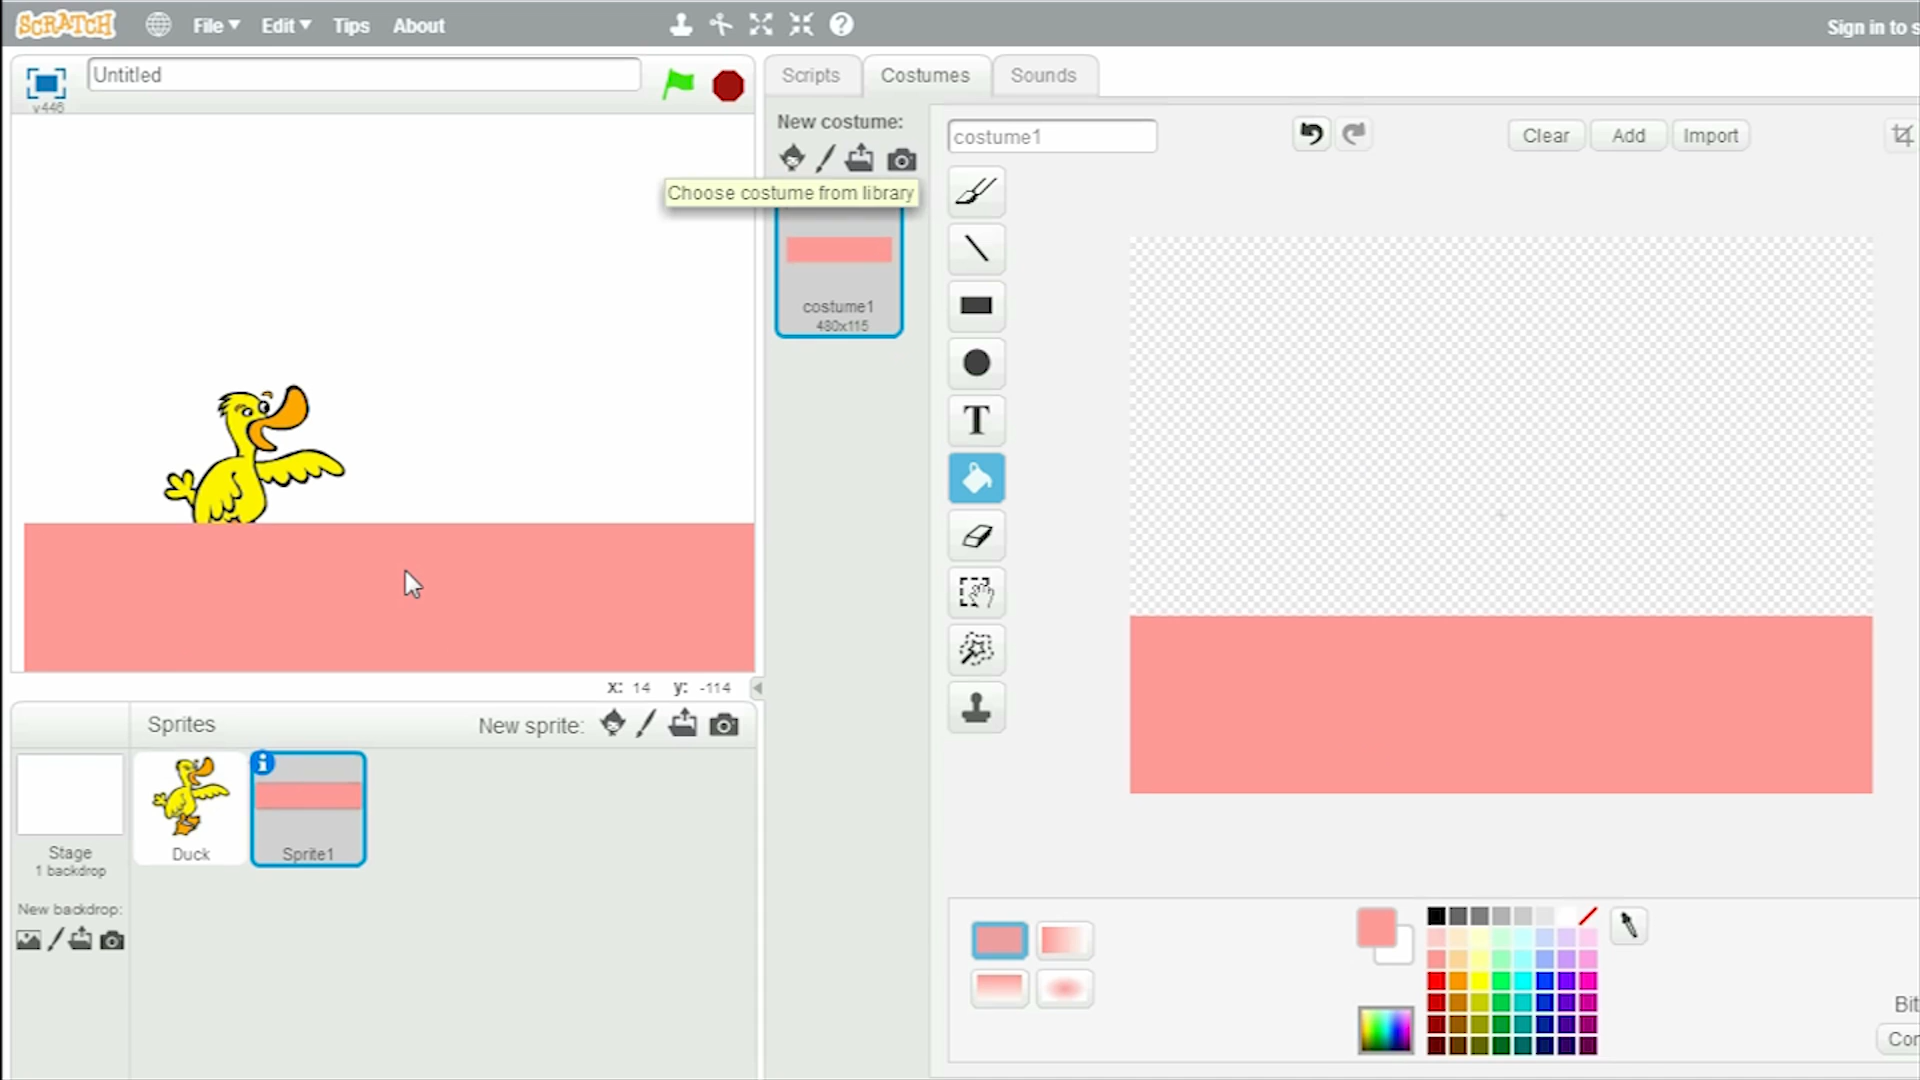 SCRATCH File Edit Tips About Sign in to s
Untitled
v446
Scripts Costumes Sounds
New costume:
Choose costume from library
costume1
480x115
costume1
Clear Add Import
T
x: 14 y: -114
Sprites New sprite:
Duck
Sprite1
Stage
1 backdrop
New backdrop:
Bit
Con